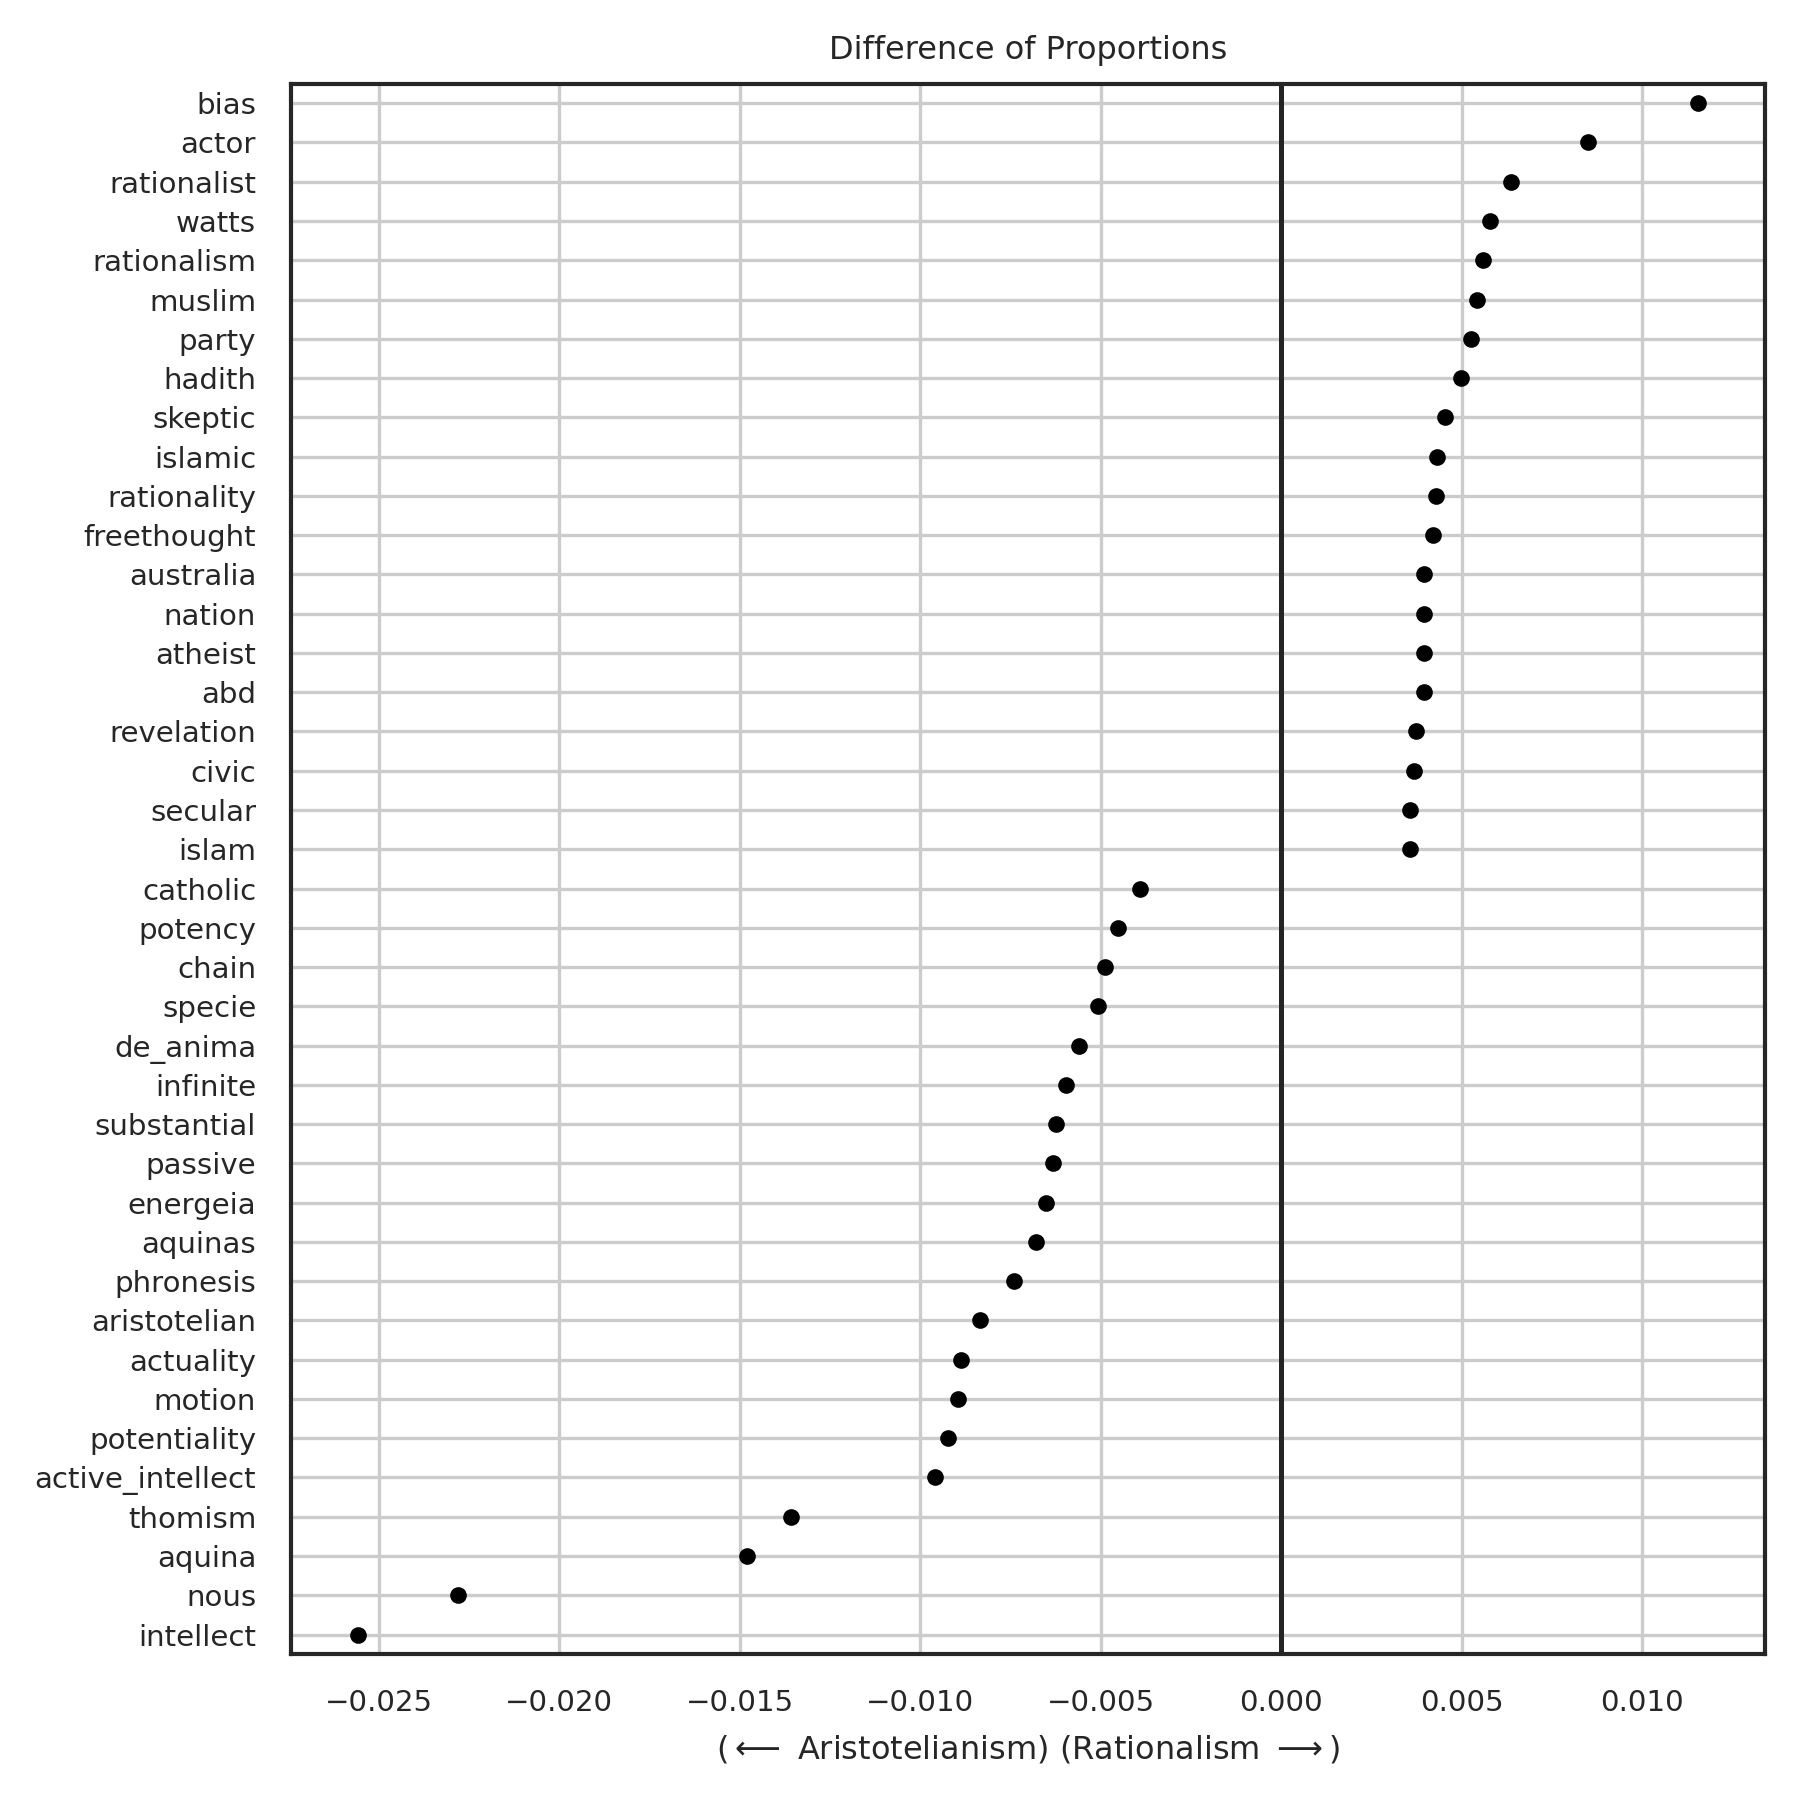 Difference of Proportions
bias
actor
rationalist
watts
rationalism
muslim
party
hadith
skeptic
islamic
rationality
freethought
australia
nation
atheist
abd
revelation
civic
secular
islam
catholic
potency
chain
specie
de_anima
infinite
substantial
passive
energeia
aquinas
phronesis
aristotelian
actuality
motion
potentiality
active_intellect
thomism
aquina
nous
intellect
−0.025 −0.020 −0.015 −0.010 −0.005 0.000 0.005 0.010
(⟵ Aristotelianism) (Rationalism ⟶)